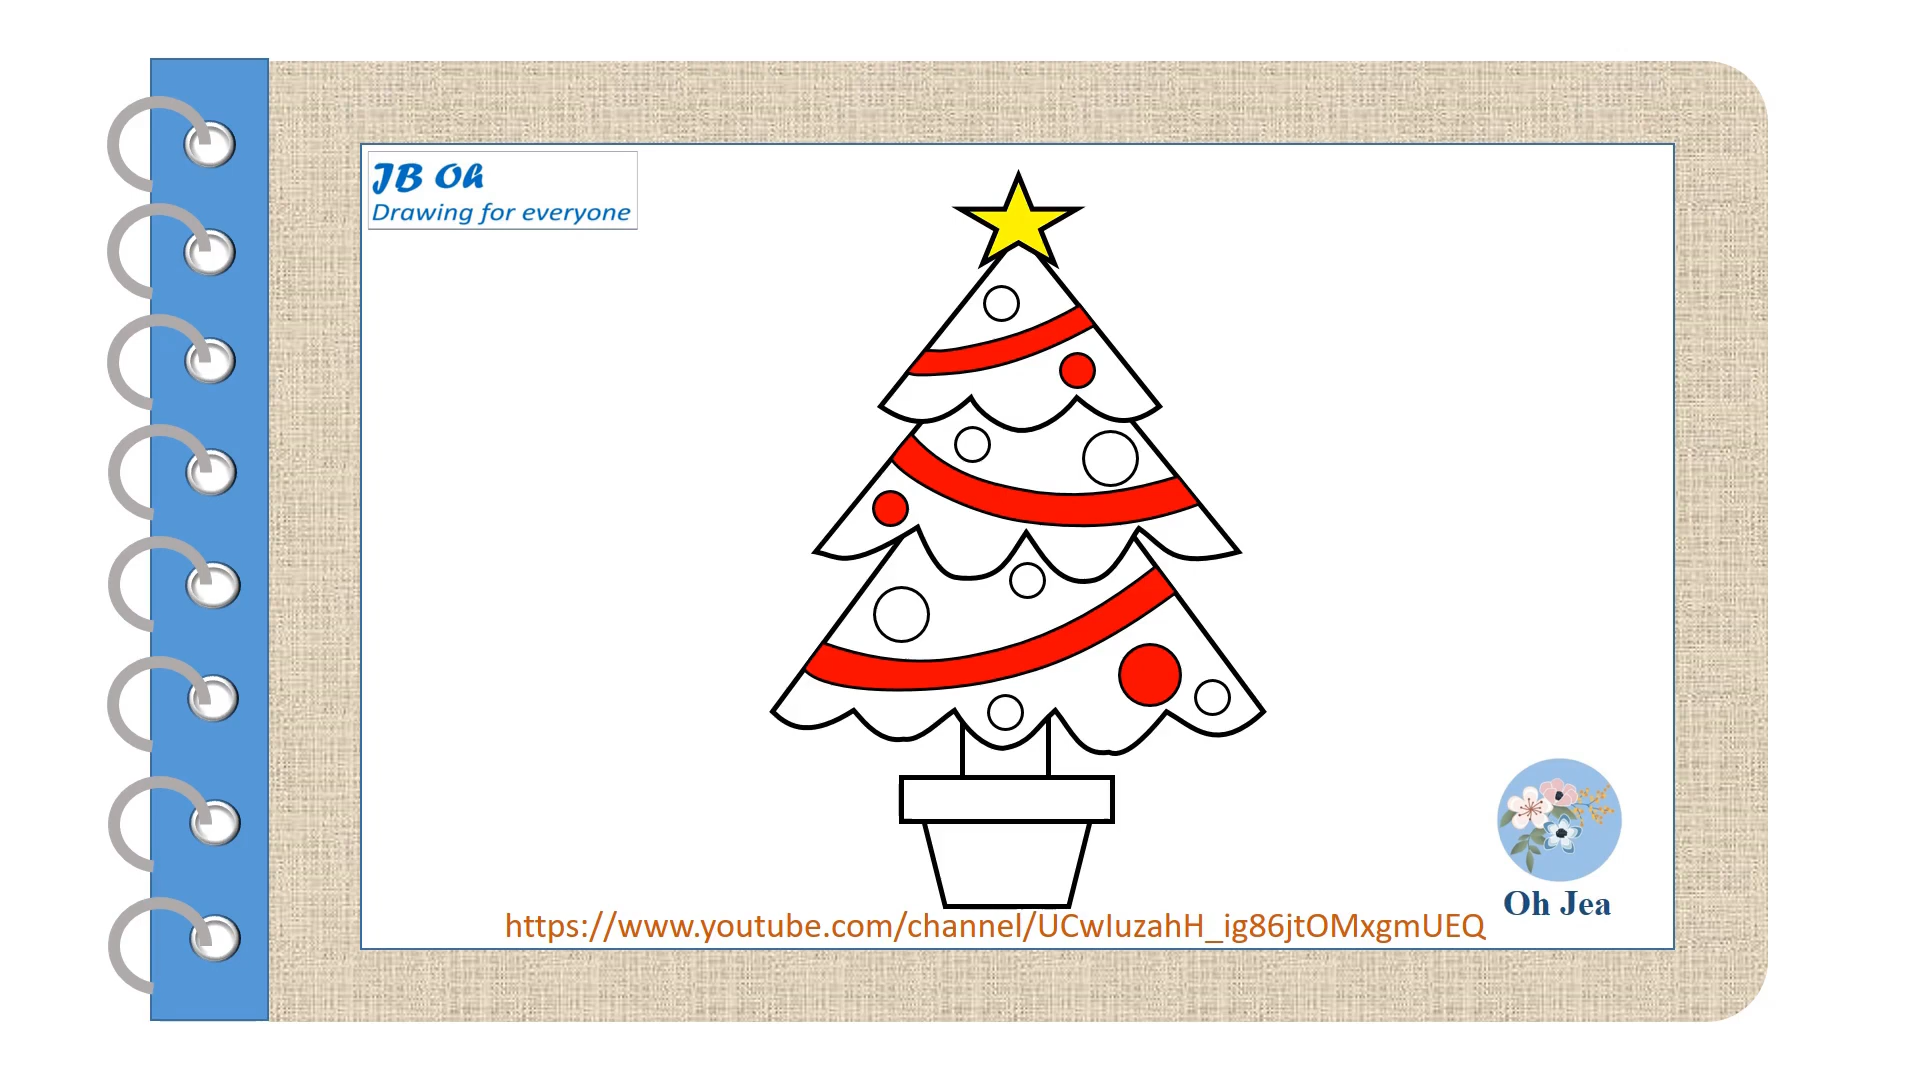 JB Oh
Drawing for everyone
Oh Jea
https://www.youtube.com/channel/UCwIuzahH_ig86jtOMxgmUEQ